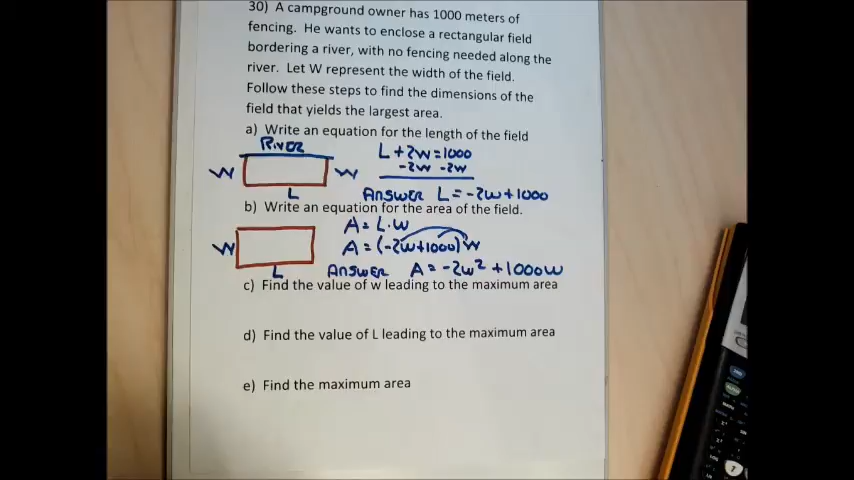 30) A campground owner has 1000 meters of
fencing. He wants to enclose a rectangular field
bordering a river, with no fencing needed along the
river. Let W represent the width of the field.
Follow these steps to find the dimensions of the
field that yields the largest area.
a) Write an equation for the length of the field
RIVER
L + 2W = 1000
-2W -2W
W W
L
ANSWER L = -2W + 1000
b) Write an equation for the area of the field.
A = L·W
W
A = (-2W+1000)W
L
ANSWER A = -2W² + 1000W
c) Find the value of w leading to the maximum area
d) Find the value of L leading to the maximum area
e) Find the maximum area